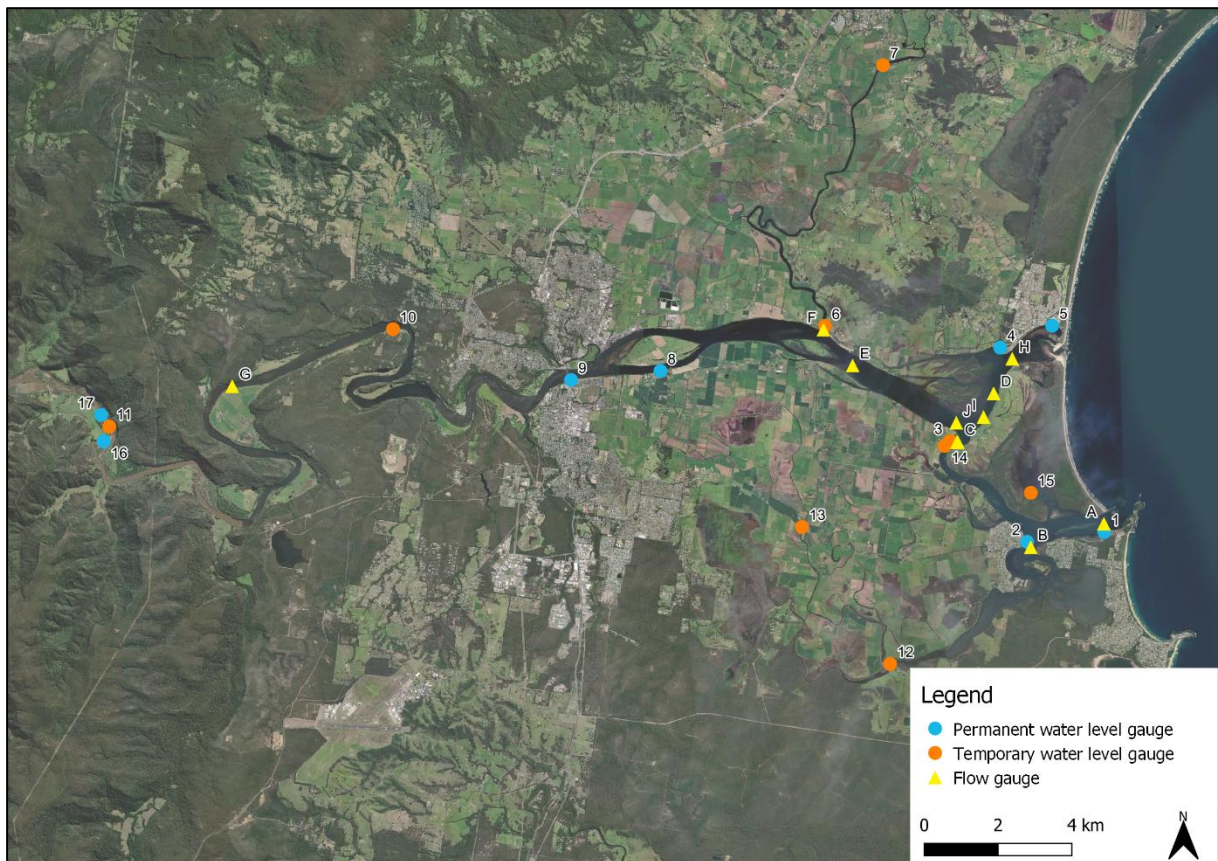 7
6
F
5
4
H
10
E
8
9
D
G
J
I
17
11
C
3
16
14
15
13
A
1
2
B
12
Legend
Permanent water level gauge
Temporary water level gauge
Flow gauge
N
0 2 4 km